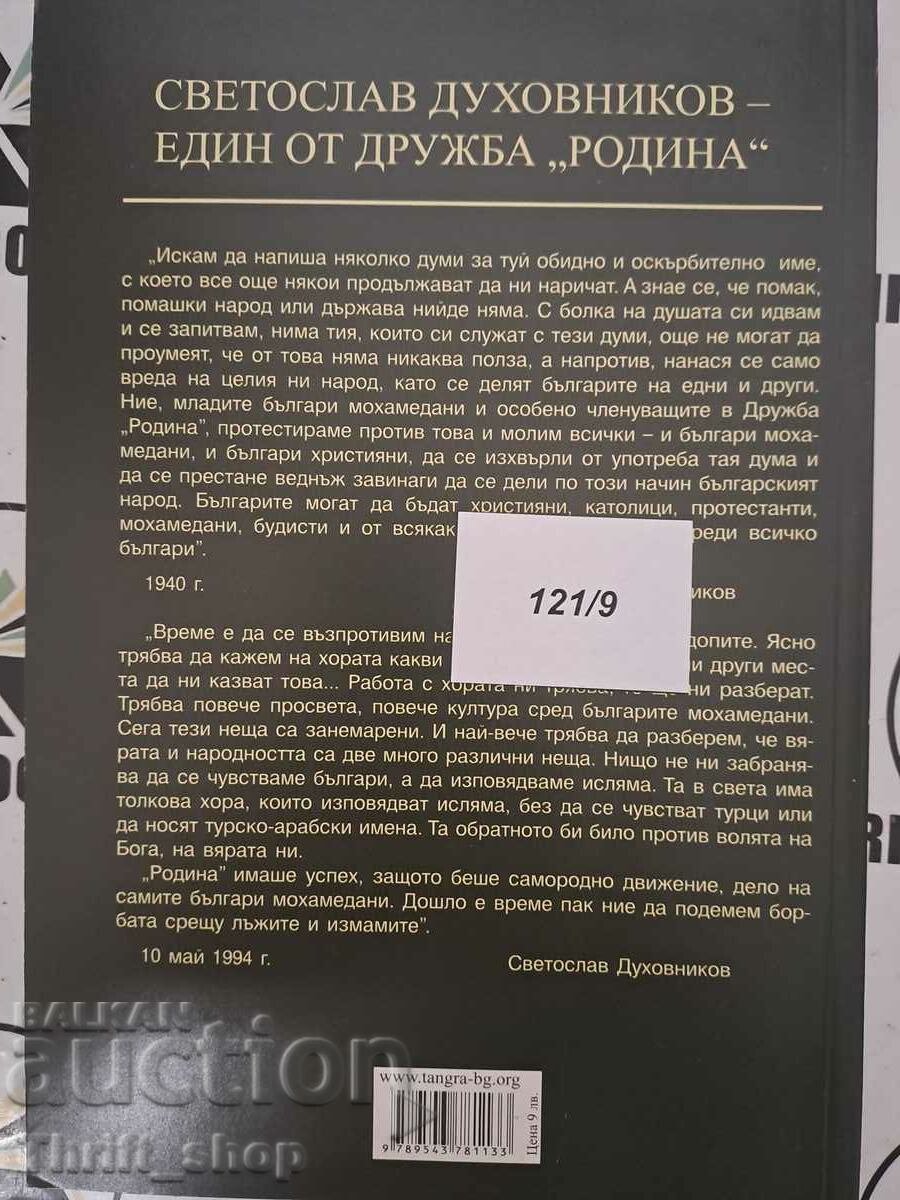 СВЕТОСЛАВ ДУХОВНИКОВ –
ЕДИН ОТ ДРУЖБА „РОДИНА“
„Искам да напиша няколко думи за туй обидно и оскърбително име,
с което все още някои продължават да ни наричат. А знае се, че помак,
помашки народ или държава нийде няма. С болка на душата си идвам
и се запитвам, нима тия, които си служат с тези думи, още не могат да
проумеят, че от това няма никаква полза, а напротив, нанася се само
вреда на целия ни народ, като се делят българите на едни и други.
Ние, младите българи мохамедани и особено членуващите в Дружба
„Родина”, протестираме против това и молим всички – и българи моха-
медани, и българи християни, да се изхвърли от употреба тая дума и
да се престане веднъж завинаги да се дели по този начин българският
народ. Българите могат да бъдат християни, католици, протестанти,
мохамедани, будисти и от всякак реди всичко
българи”.
1940 г. иков
121/9
„Време е да се възпротивим на допите. Ясно
трябва да кажем на хората какви и други мес-
та да ни казват това... Работа с хората ни трябва, ни разберат.
Трябва повече просвета, повече култура сред българите мохамедани.
Сега тези неща са занемарени. И най-вече трябва да разберем, че вя-
рата и народността са две много различни неща. Нищо не ни забраня-
ва да се чувстваме българи, а да изповядваме исляма. Та в света има
толкова хора, които изповядват исляма, без да се чувстват турци или
да носят турско-арабски имена. Та обратното би било против волята на
Бога, на вярата ни.
„Родина” имаше успех, защото беше самородно движение, дело на
самите българи мохамедани. Дошло е време пак ние да подемем бор-
бата срещу лъжите и измамите”.
10 май 1994 г. Светослав Духовников
BALKAN
auction
Thrift_shop
www.tangra-bg.org
9 789543 781133
Цена 9 лв.